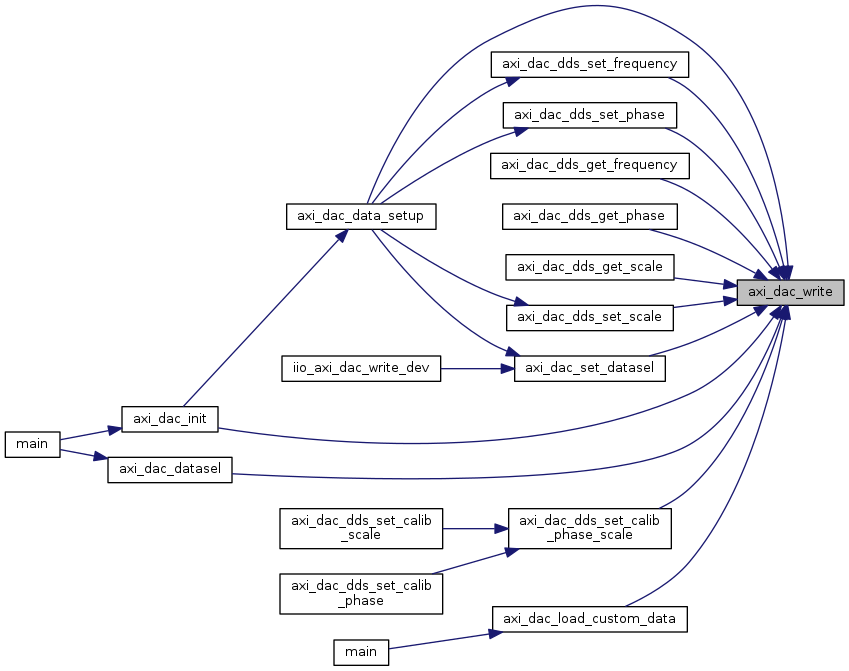 axi_dac_dds_set_frequency
axi_dac_dds_set_phase
axi_dac_dds_get_frequency
axi_dac_data_setup
axi_dac_dds_get_phase
axi_dac_dds_get_scale
axi_dac_write
axi_dac_dds_set_scale
iio_axi_dac_write_dev
axi_dac_set_datasel
axi_dac_init
main
axi_dac_datasel
axi_dac_dds_set_calib
_scale
axi_dac_dds_set_calib
_phase_scale
axi_dac_dds_set_calib
_phase
axi_dac_load_custom_data
main